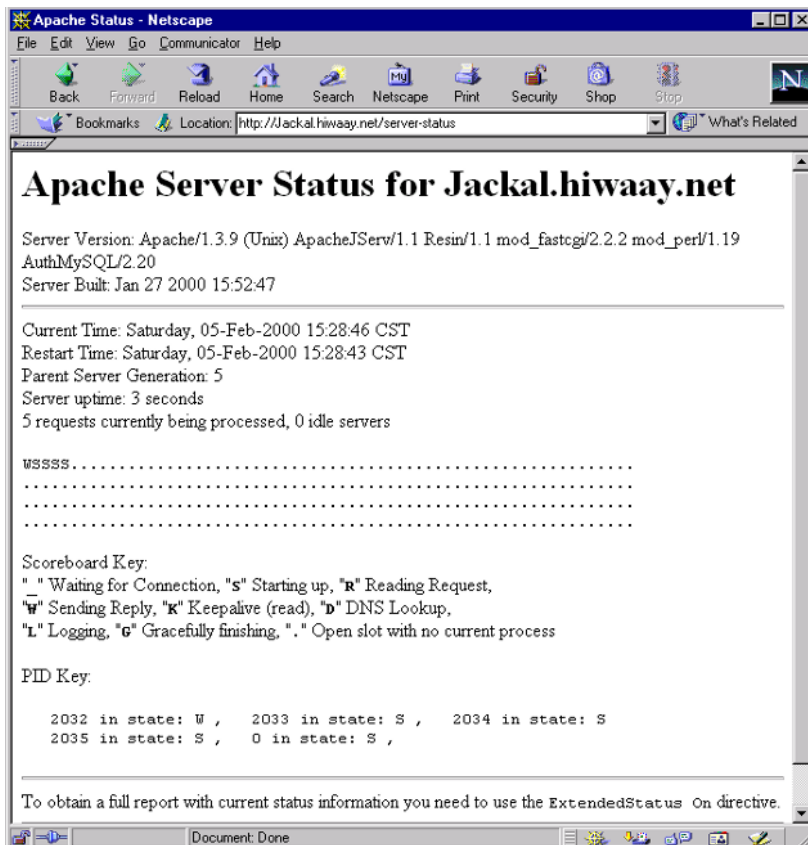 Apache Status - Netscape
File Edit View Go Communicator Help
Back Forward Reload Home Search Netscape Print Security Shop Stop
My
N
Bookmarks Location: http://Jackal.hiwaay.net/server-status What's Related
Apache Server Status for Jackal.hiwaay.net
Server Version: Apache/1.3.9 (Unix) ApacheJServ/1.1 Resin/1.1 mod_fastcgi/2.2.2 mod_perl/1.19
AuthMySQL/2.20
Server Built: Jan 27 2000 15:52:47
Current Time: Saturday, 05-Feb-2000 15:28:46 CST
Restart Time: Saturday, 05-Feb-2000 15:28:43 CST
Parent Server Generation: 5
Server uptime: 3 seconds
5 requests currently being processed, 0 idle servers
WSSSS...........................................................
................................................................
................................................................
................................................................
Scoreboard Key:
"_" Waiting for Connection, "S" Starting up, "R" Reading Request,
"W" Sending Reply, "K" Keepalive (read), "D" DNS Lookup,
"L" Logging, "G" Gracefully finishing, "." Open slot with no current process
PID Key:
2032 in state: W , 2033 in state: S , 2034 in state: S
2035 in state: S , 0 in state: S ,
To obtain a full report with current status information you need to use the ExtendedStatus On directive.
Document: Done